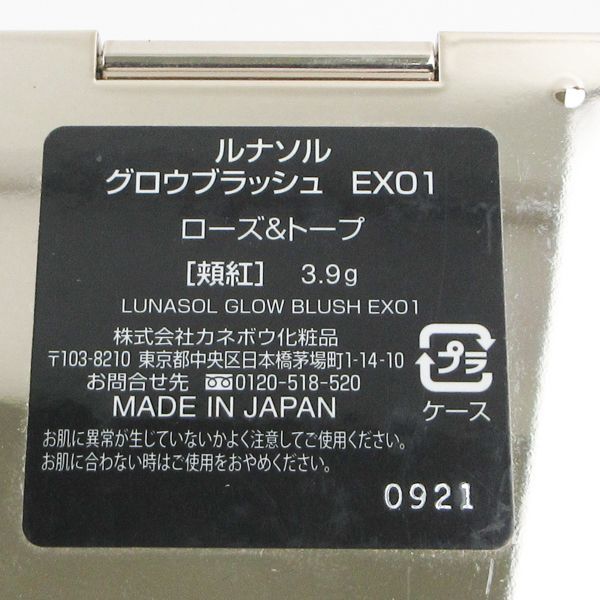 ルナソル
グロウブラッシュ EX01
ローズ&トープ
[頬紅] 3.9g
LUNASOL GLOW BLUSH EX01
株式会社カネボウ化粧品
〒103-8210 東京都中央区日本橋茅場町1-14-10
お問合せ先 0120-518-520
MADE IN JAPAN
プラ
ケース
お肌に異常が生じていないかよく注意してご使用ください。
お肌に合わない時はご使用をおやめください。
0921